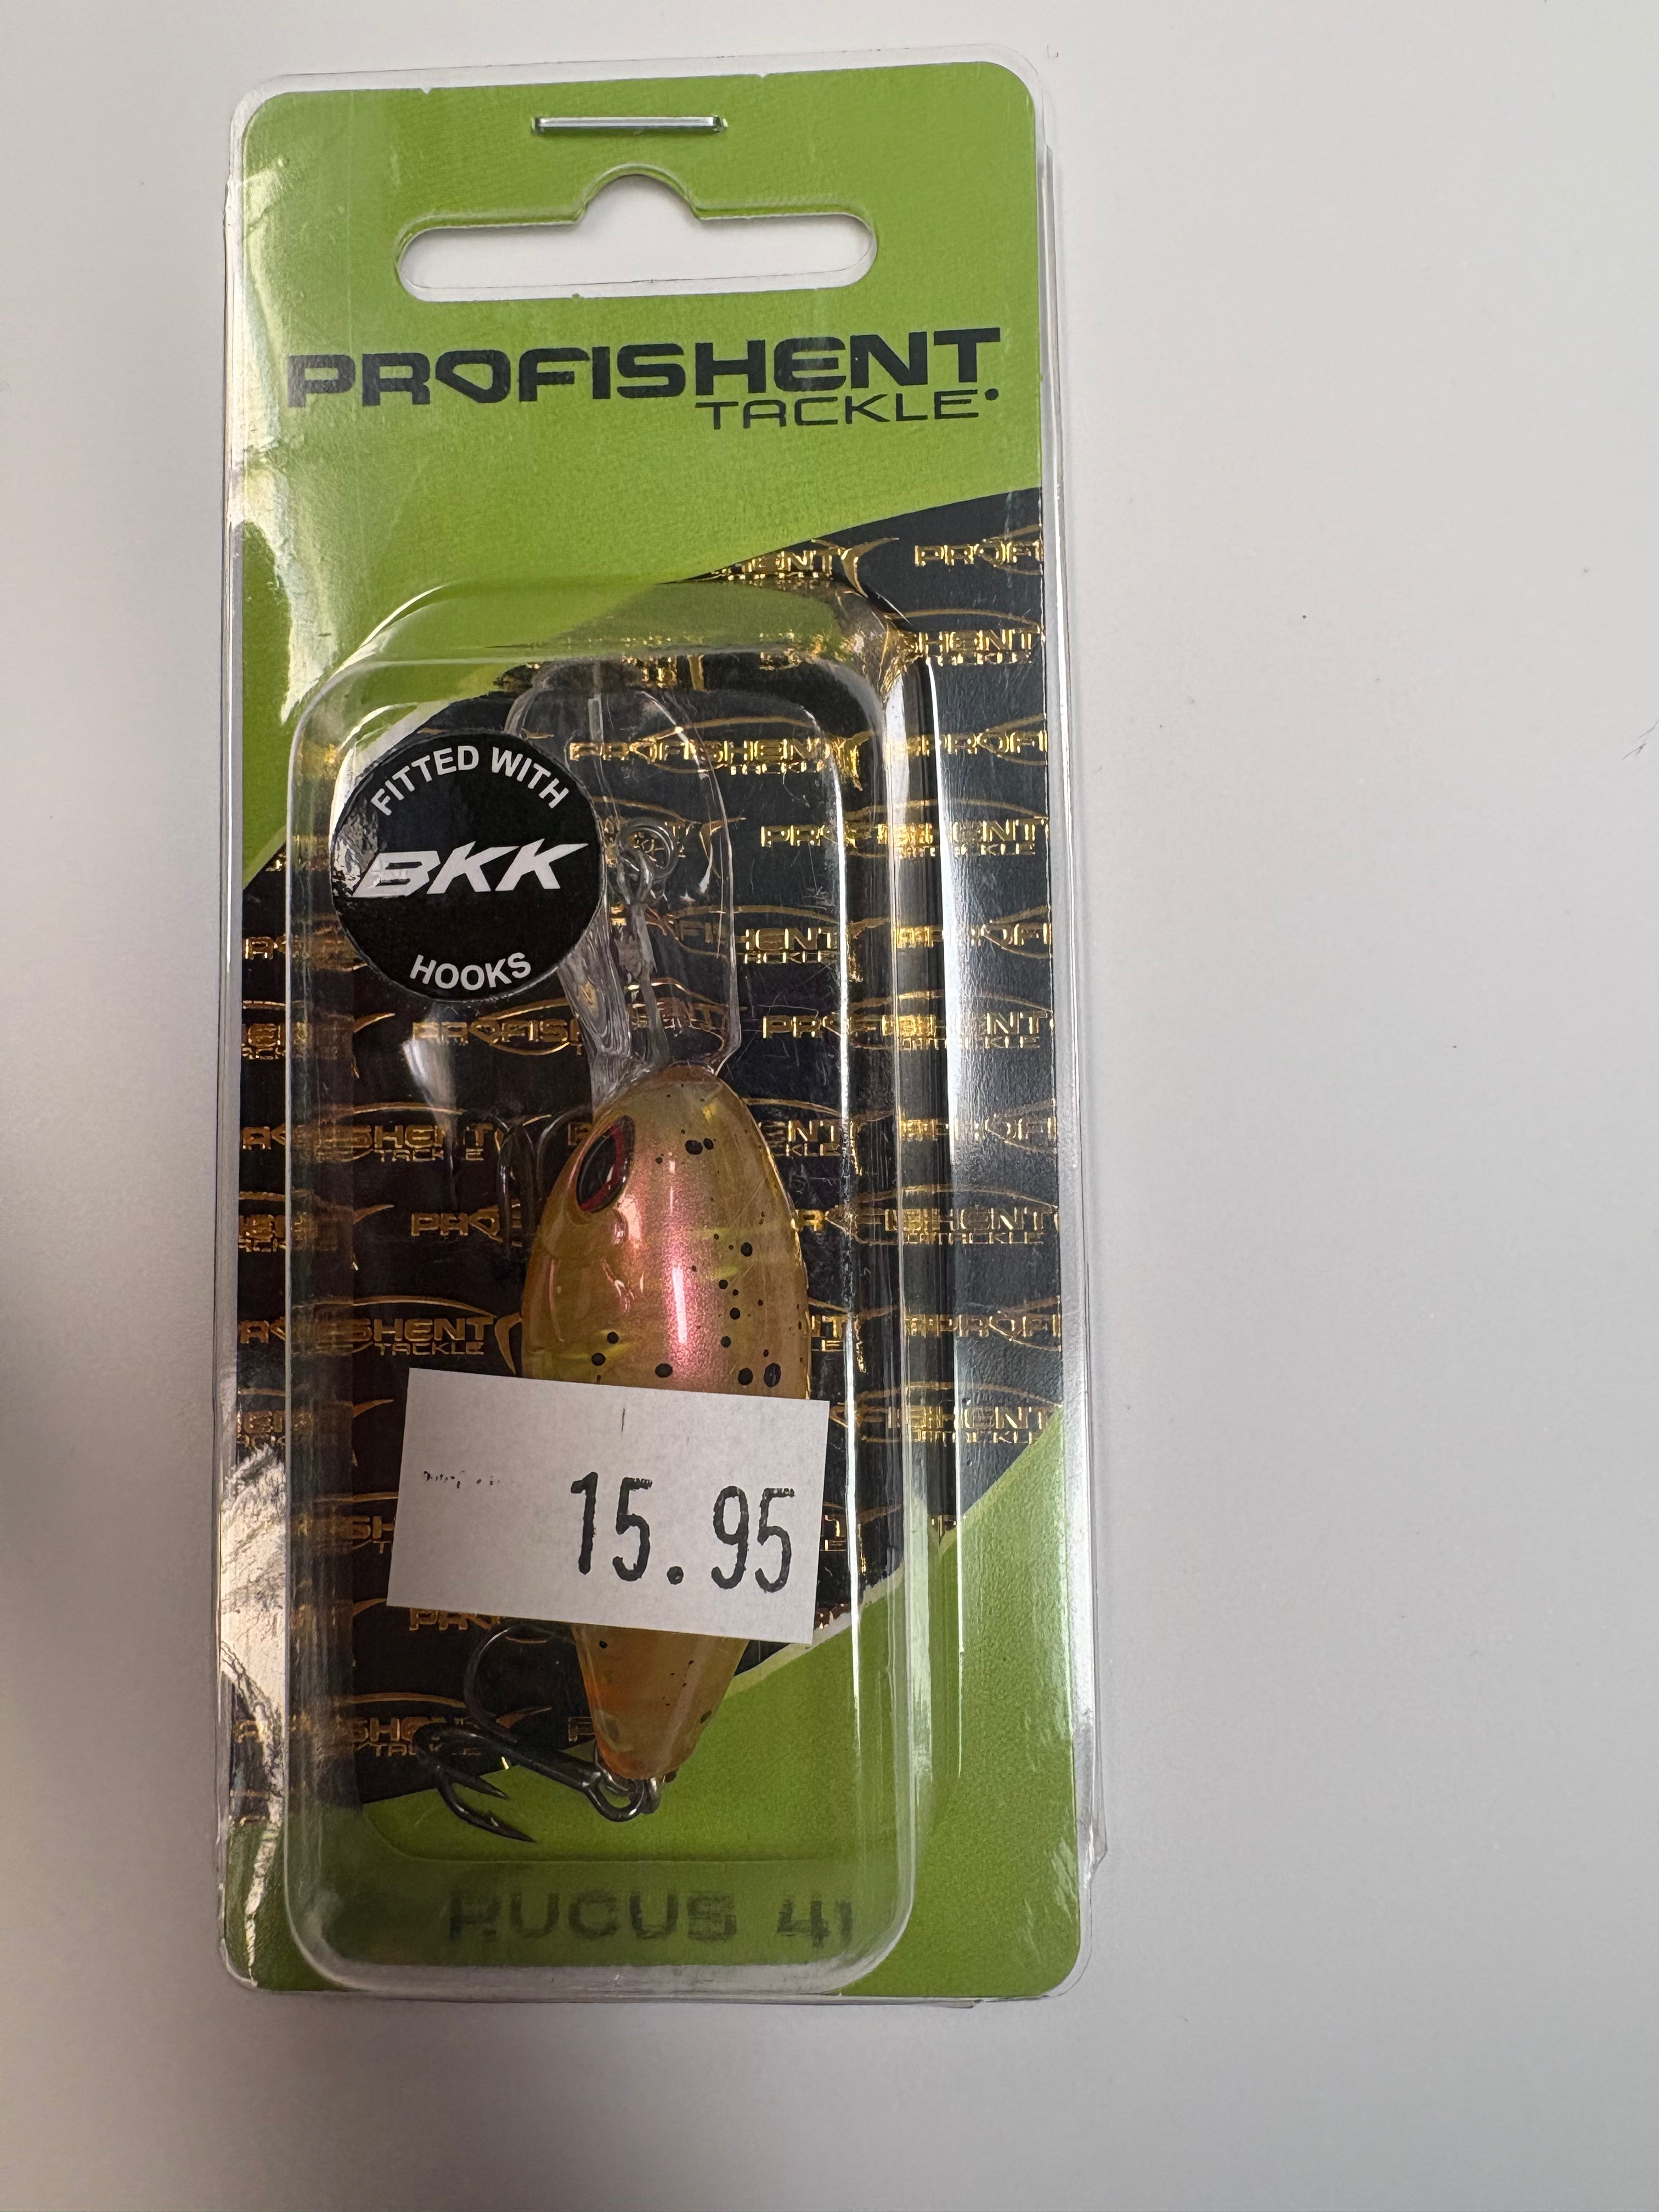 PROFISHENT
TACKLE
FITTED WITH
BKK
HOOKS
15.95
RUCUS 41